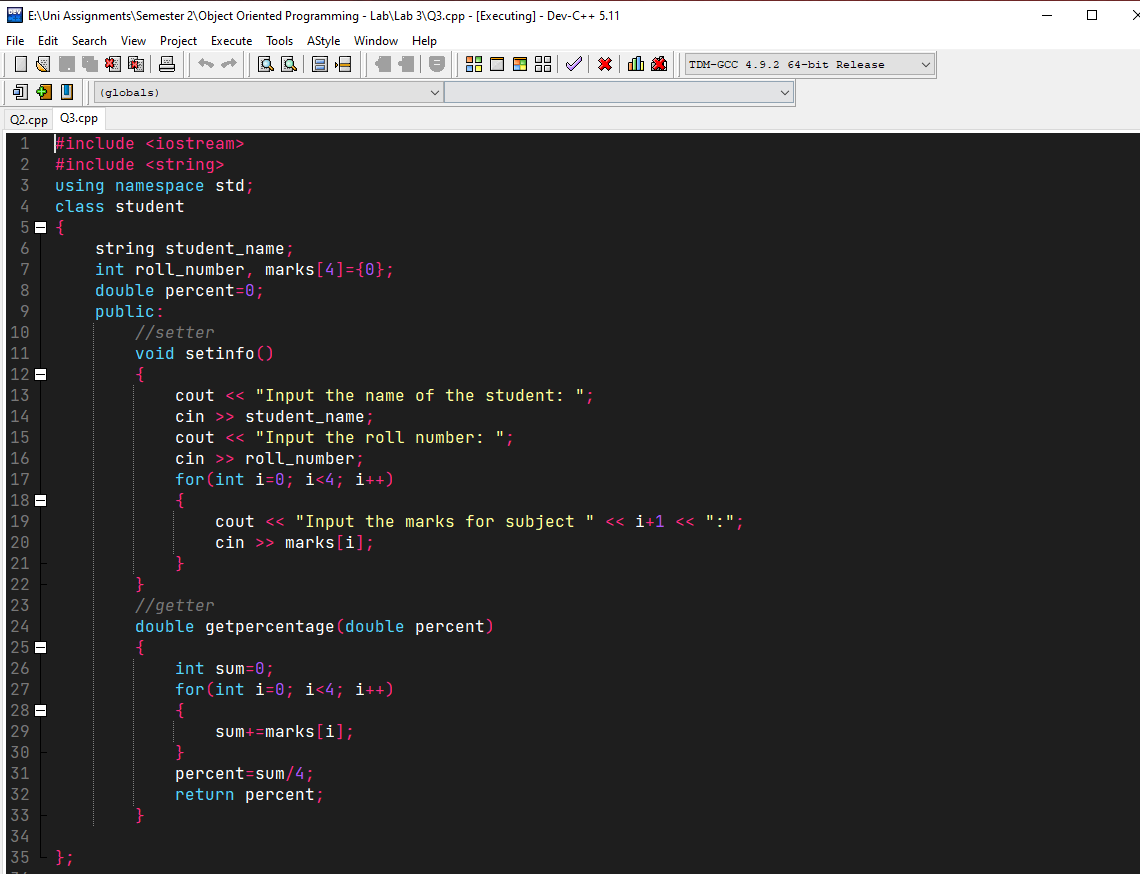 E:\Uni Assignments\Semester 2\Object Oriented Programming - Lab\Lab 3\Q3.cpp - [Executing] - Dev-C++ 5.11
File Edit Search View Project Execute Tools AStyle Window Help
TDM-GCC 4.9.2 64-bit Release
(globals)
Q2.cpp Q3.cpp
1 #include <iostream>
2 #include <string>
3 using namespace std;
4 class student
5 {
6 string student_name;
7 int roll_number, marks[4]={0};
8 double percent=0;
9 public:
10 //setter
11 void setinfo()
12 {
13 cout << "Input the name of the student: ";
14 cin >> student_name;
15 cout << "Input the roll number: ";
16 cin >> roll_number;
17 for(int i=0; i<4; i++)
18 {
19 cout << "Input the marks for subject " << i+1 << ":";
20 cin >> marks[i];
21 }
22 }
23 //getter
24 double getpercentage(double percent)
25 {
26 int sum=0;
27 for(int i=0; i<4; i++)
28 {
29 sum+=marks[i];
30 }
31 percent=sum/4;
32 return percent;
33 }
34
35 };